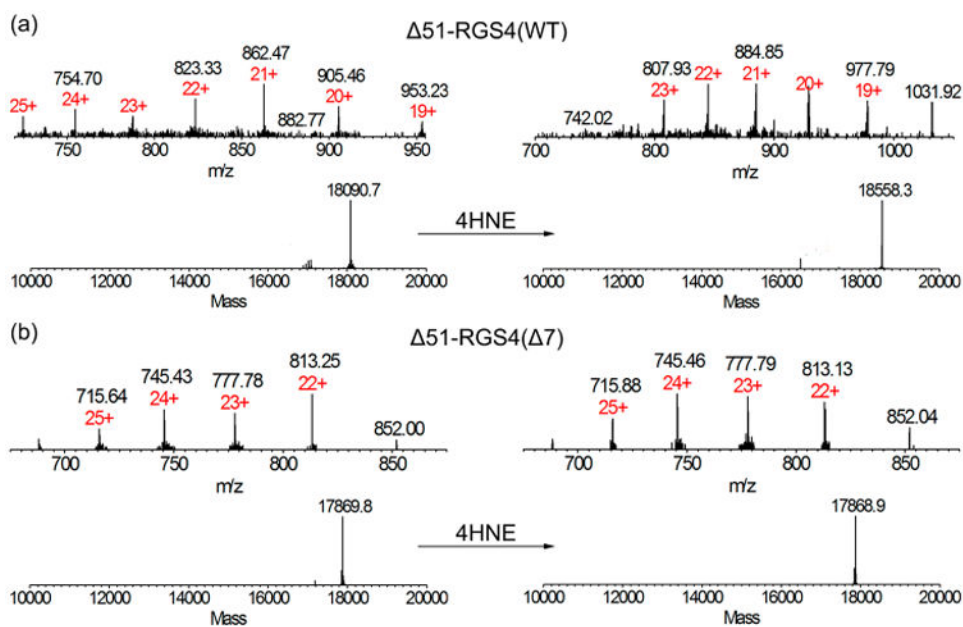 (a)
Δ51-RGS4(WT)
754.70
823.33
862.47
905.46
953.23
882.77
25+ 24+ 23+ 22+ 21+ 20+ 19+
750 800 850 900 950
m/z
807.93
884.85
977.79
1031.92
742.02
23+ 22+ 21+ 20+ 19+
700 800 900 1000
m/z
18090.7
10000 12000 14000 16000 18000 20000
Mass
4HNE
18558.3
10000 12000 14000 16000 18000 20000
Mass
(b)
Δ51-RGS4(Δ7)
715.64 745.43 777.78 813.25
25+ 24+ 23+ 22+
852.00
700 750 800 850
m/z
715.88 745.46 777.79 813.13
25+ 24+ 23+ 22+
852.04
700 750 800 850
m/z
17869.8
10000 12000 14000 16000 18000 20000
Mass
4HNE
17868.9
10000 12000 14000 16000 18000 20000
Mass